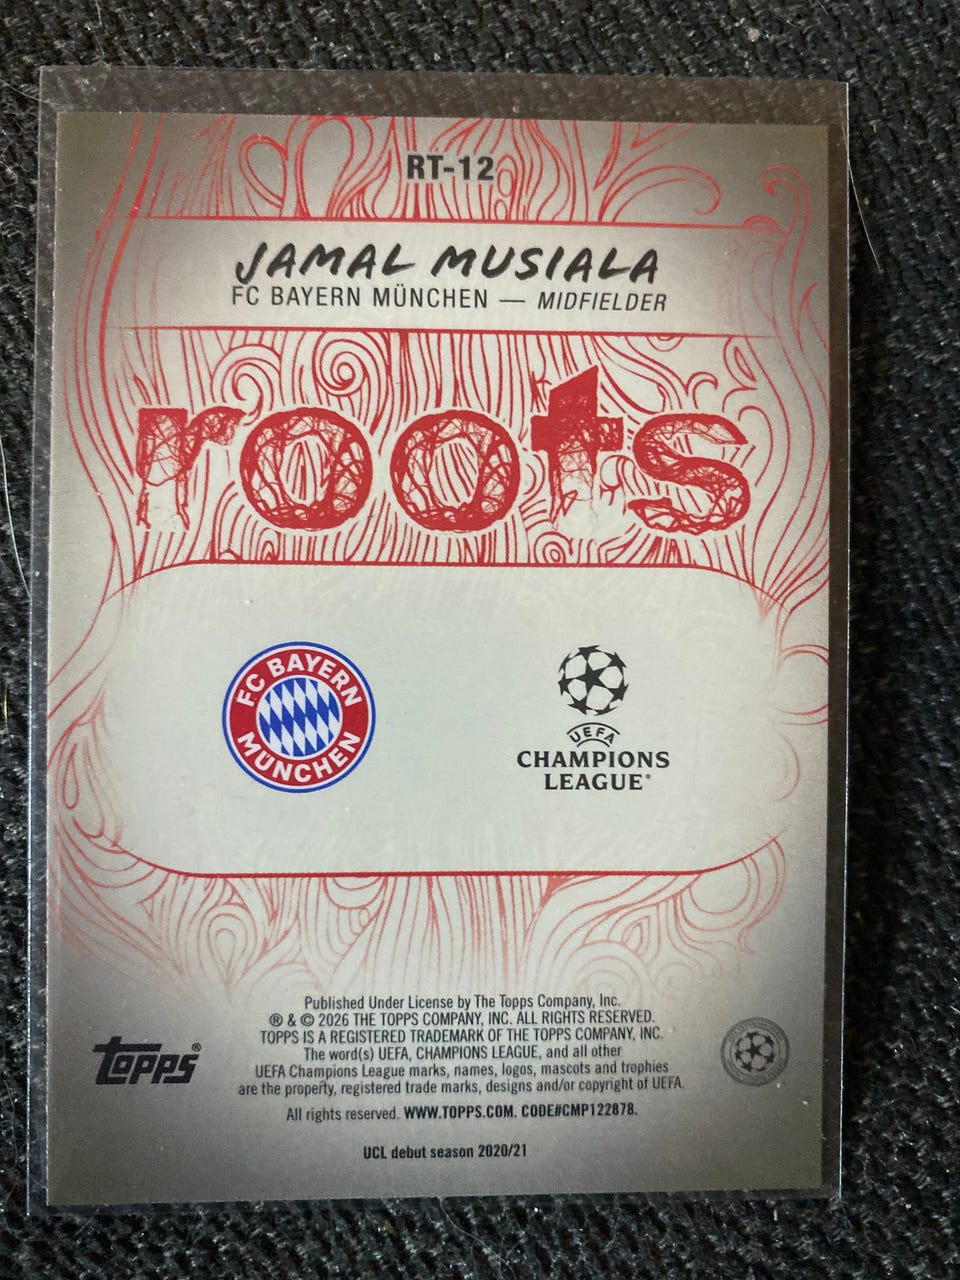 RT-12
JAMAL MUSIALA
FC BAYERN MÜNCHEN — MIDFIELDER
roots
FC BAYERN
MÜNCHEN
UEFA
CHAMPIONS
LEAGUE®
Published Under License by The Topps Company, Inc.
® & © 2026 THE TOPPS COMPANY, INC. ALL RIGHTS RESERVED.
TOPPS IS A REGISTERED TRADEMARK OF THE TOPPS COMPANY, INC.
The word(s) UEFA, CHAMPIONS LEAGUE, and all other
UEFA Champions League marks, names, logos, mascots and trophies
are the property, registered trade marks, designs and/or copyright of UEFA.
topps®
All rights reserved. WWW.TOPPS.COM. CODE#CMP122878.
UCL debut season 2020/21